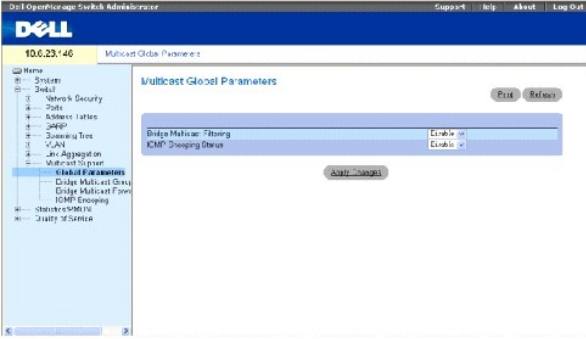 Dell OpenManage Switch Administrator
Support Help About Log Out
DELL
10.6.23.146
Multicast Global Parameters
Home
System
Switch
Network Security
Ports
Address Tables
GARP
Spanning Tree
VLAN
Link Aggregation
Multicast Support
Global Parameters
Bridge Multicast Group
Bridge Multicast Forw
IGMP Snooping
Statistics/RMON
Quality of Service
Multicast Global Parameters
Print Refresh
Bridge Multicast Filtering Disable
IGMP Snooping Status Disable
Apply Changes